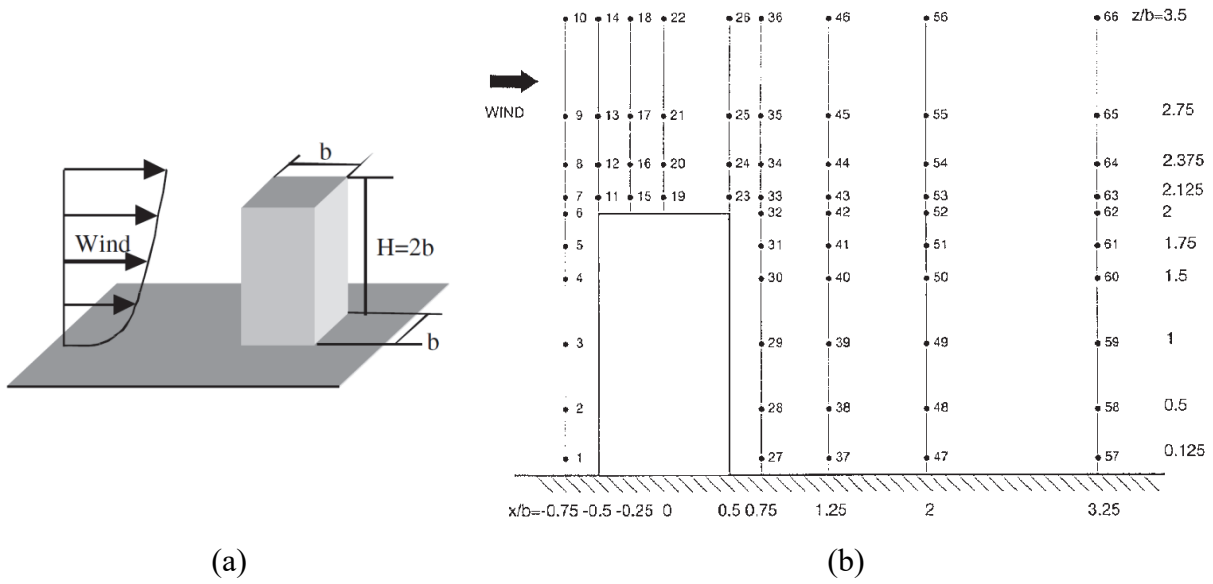 b
Wind
H=2b
b
(a)
10 14 18 22 26 36 46 56 66 z/b=3.5
WIND
9 13 17 21 25 35 45 55 65 2.75
8 12 16 20 24 34 44 54 64 2.375
7 11 15 19 23 33 43 53 63 2.125
6 32 42 52 62 2
5 31 41 51 61 1.75
4 30 40 50 60 1.5
3 29 39 49 59 1
2 28 38 48 58 0.5
1 27 37 47 57 0.125
x/b=-0.75 -0.5 -0.25 0 0.5 0.75 1.25 2 3.25
(b)